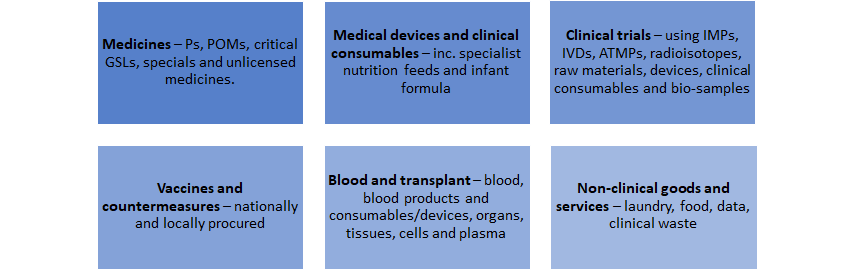 Medicines – Ps, POMs, critical
GSLs, specials and unlicensed
medicines.
Medical devices and clinical
consumables – inc. specialist
nutrition feeds and infant
formula
Clinical trials – using IMPs,
IVDs, ATMPs, radioisotopes,
raw materials, devices, clinical
consumables and bio-samples
Vaccines and
countermeasures – nationally
and locally procured
Blood and transplant – blood,
blood products and
consumables/devices, organs,
tissues, cells and plasma
Non-clinical goods and
services – laundry, food, data,
clinical waste